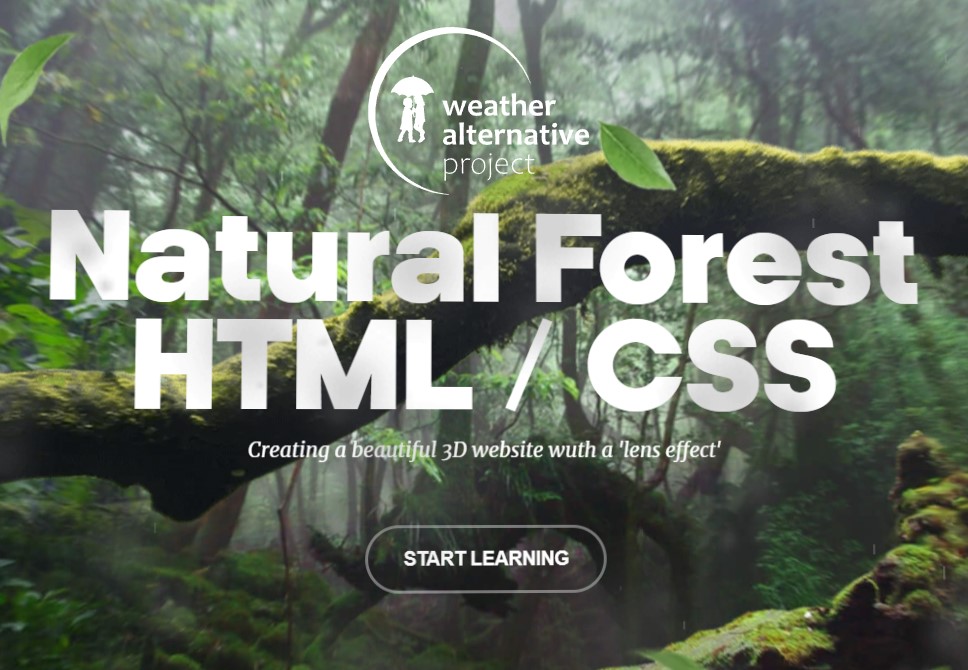 weather
alternative
project
Natural Forest
HTML / CSS
Creating a beautiful 3D website wuth a 'lens effect'
START LEARNING